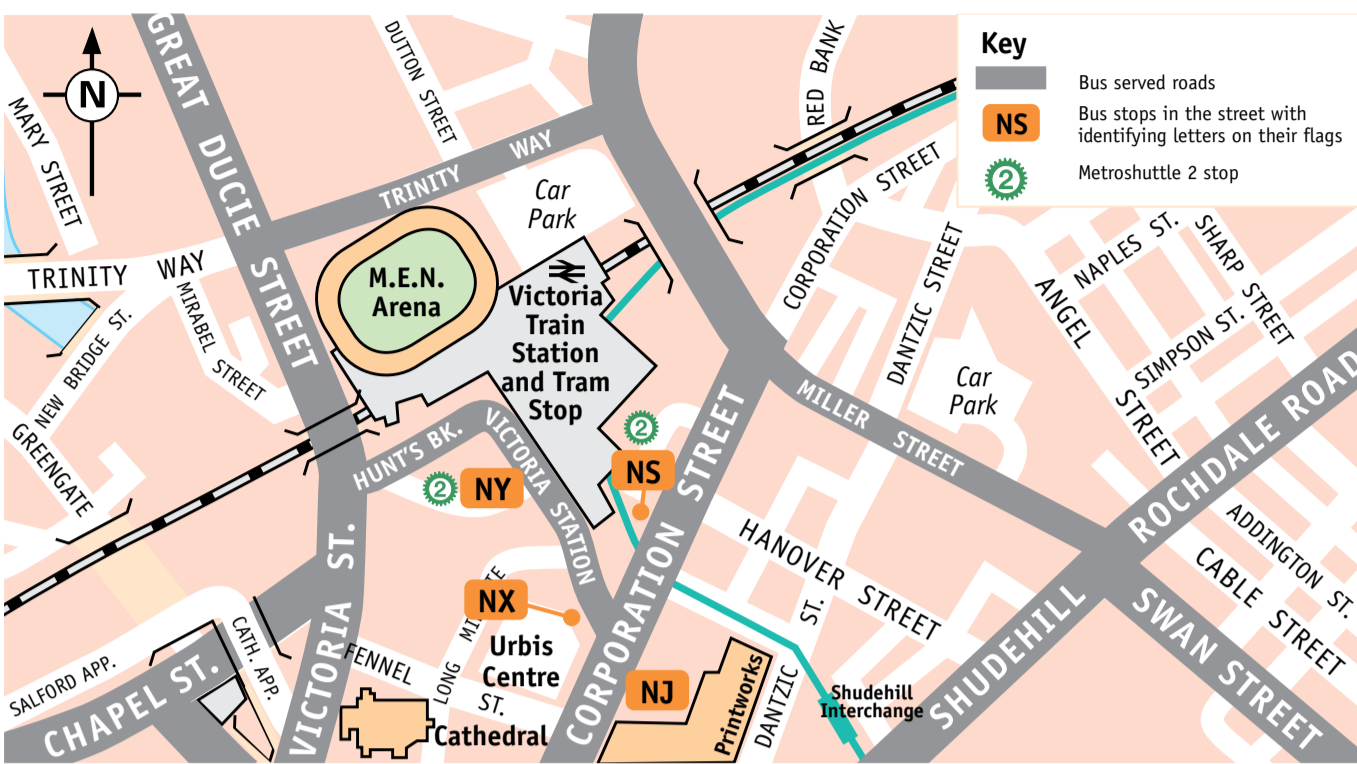 GREAT DUCIE STREET
DUTTON STREET
RED BANK
Key
Bus served roads
NS
Bus stops in the street with
identifying letters on their flags
2
Metroshuttle 2 stop
N
MARY STREET
TRINITY WAY
Car
Park
CORPORATION STREET
DANTZIC STREET
NAPLES ST.
SHARP STREET
TRINITY WAY
MIRABEL STREET
M.E.N.
Arena
Victoria
Train
Station
and Tram
Stop
ANGEL STREET
SIMPSON ST.
NEW BRIDGE ST.
GREENGATE
Car
Park
MILLER STREET
ROCHDALE ROAD
HUNT'S BK.
VICTORIA STATION
2
NS
2
NY
CORPORATION STREET
HANOVER STREET
ADDINGTON ST.
CABLE STREET
VICTORIA ST.
NX
LONG
Urbis
Centre
FENNEL ST.
CATH. APP.
SALFORD APP.
CHAPEL ST.
NJ
Printworks
DANTZIC ST.
Shudehill
Interchange
SHUDEHILL
SWAN STREET
Cathedral